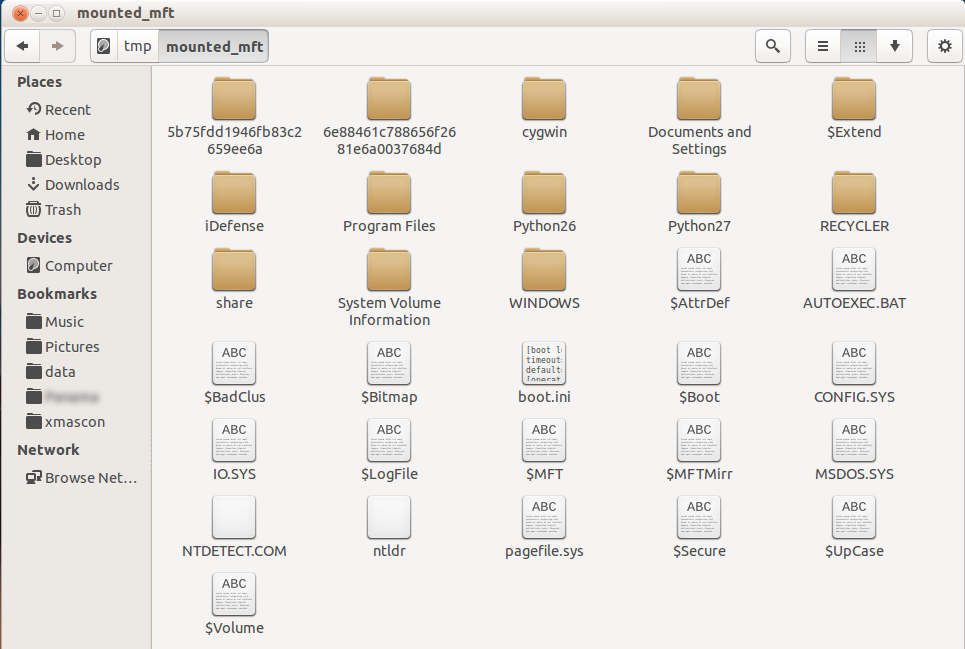 mounted_mft
tmp
mounted_mft
Places
Recent
Home
Desktop
Downloads
Trash
Devices
Computer
Bookmarks
Music
Pictures
data
xmascon
Network
Browse Net…
5b75fdd1946fb83c2
659ee6a
6e88461c788656f26
81e6a0037684d
cygwin
Documents and
Settings
$Extend
iDefense
Program Files
Python26
Python27
RECYCLER
share
System Volume
Information
WINDOWS
ABC
$AttrDef
ABC
AUTOEXEC.BAT
ABC
$BadClus
ABC
$Bitmap
[boot l
timeout
default
[operat
boot.ini
ABC
$Boot
ABC
CONFIG.SYS
ABC
IO.SYS
ABC
$LogFile
ABC
$MFT
ABC
$MFTMirr
ABC
MSDOS.SYS
NTDETECT.COM
ntldr
ABC
pagefile.sys
ABC
$Secure
ABC
$UpCase
ABC
$Volume